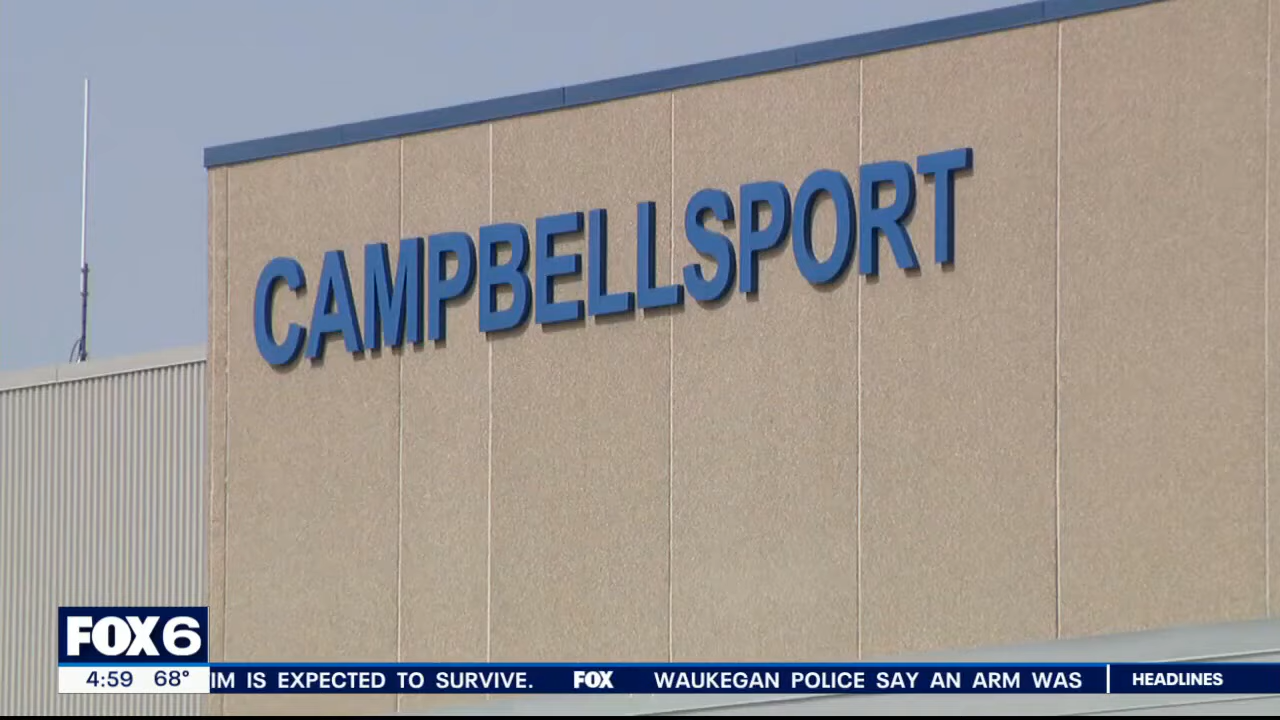 CAMPBELLSPORT
FOX6
4:59 68° IM IS EXPECTED TO SURVIVE. FOX WAUKEGAN POLICE SAY AN ARM WAS HEADLINES